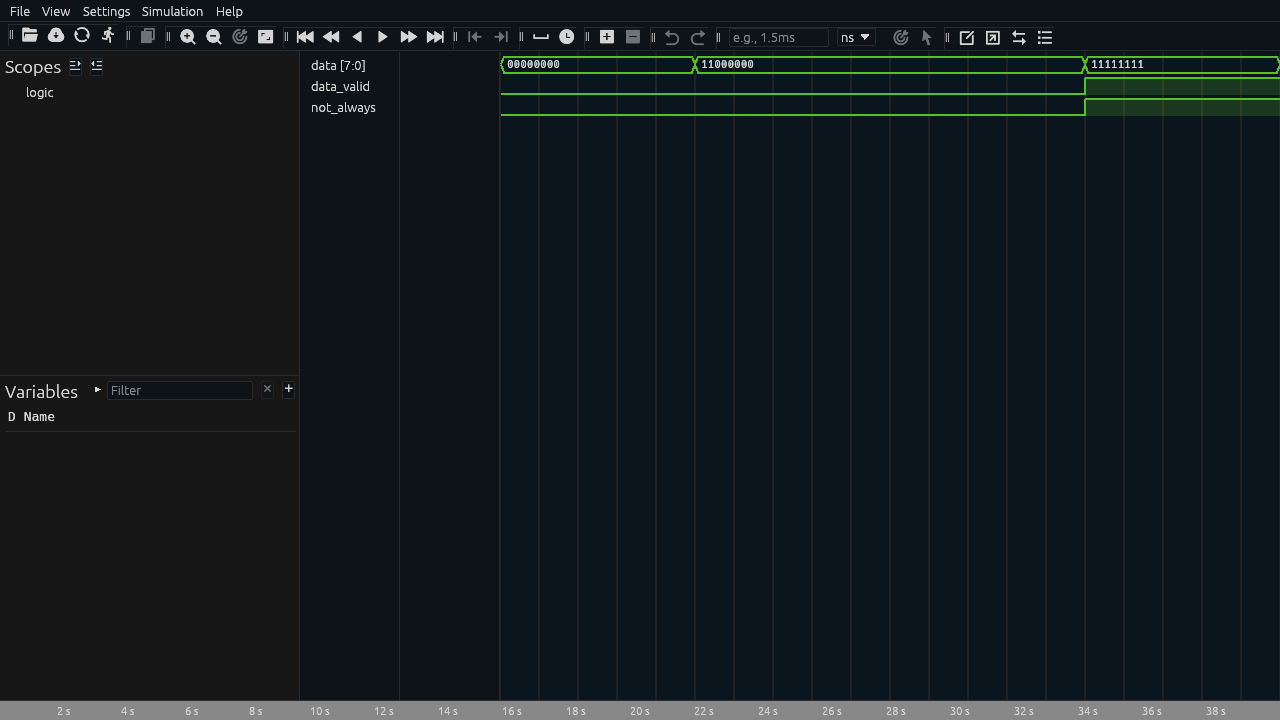 File View Settings Simulation Help
e.g., 1.5ms ns
Scopes
logic
data [7:0] 00000000 11000000 11111111
data_valid
not_always
Variables Filter
D Name
2 s 4 s 6 s 8 s 10 s 12 s 14 s 16 s 18 s 20 s 22 s 24 s 26 s 28 s 30 s 32 s 34 s 36 s 38 s